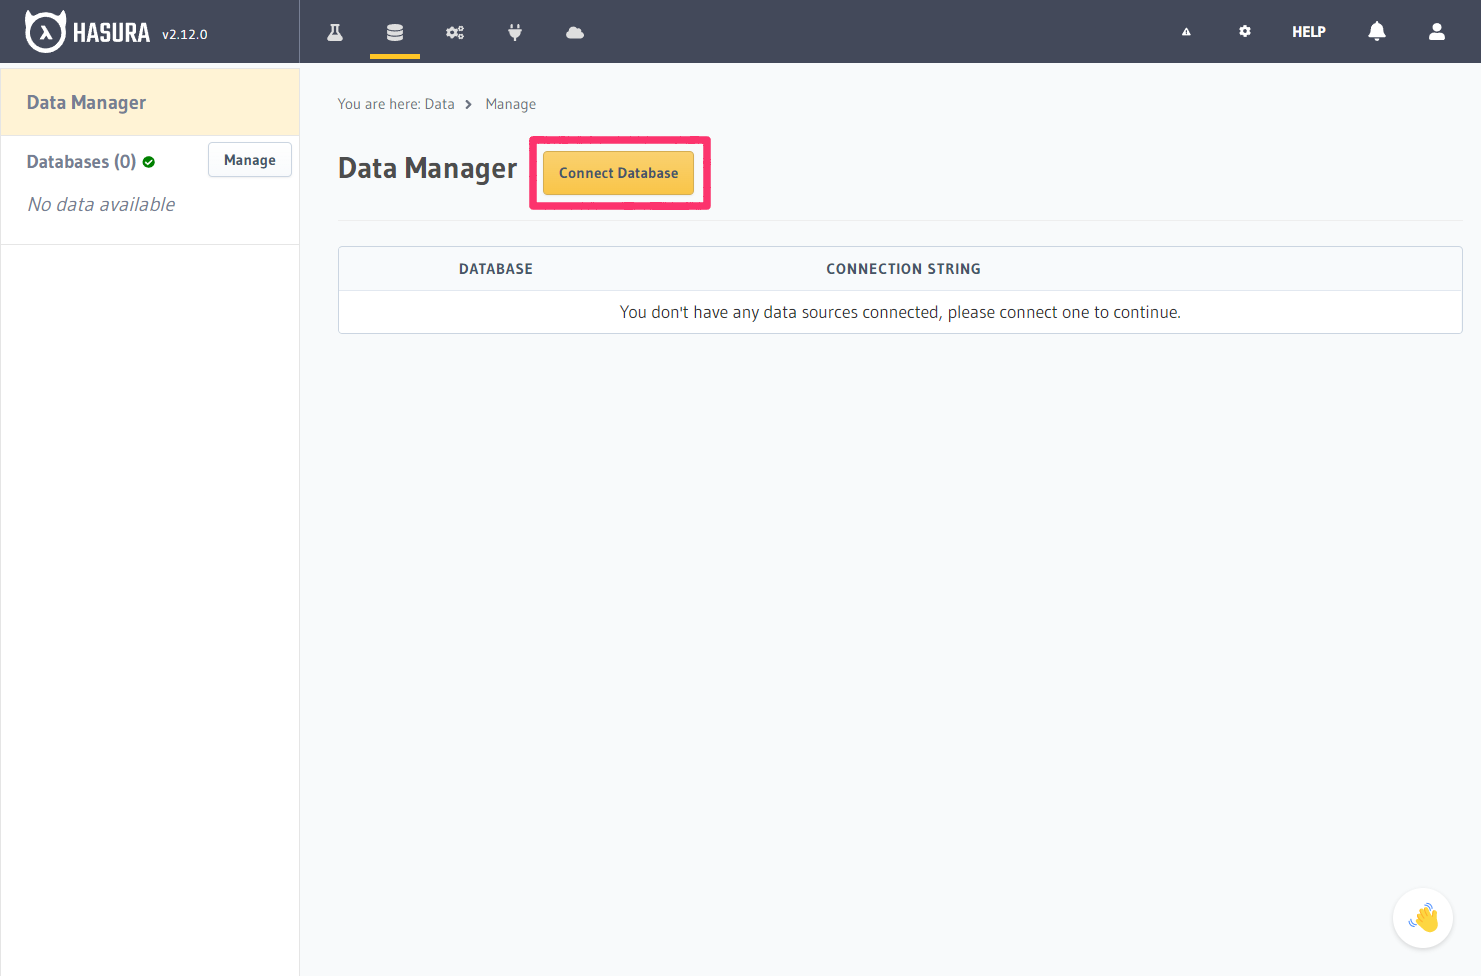 HASURA v2.12.0
HELP
Data Manager
Databases (0)
Manage
No data available
You are here: Data > Manage
Data Manager
Connect Database
DATABASE CONNECTION STRING
You don't have any data sources connected, please connect one to continue.